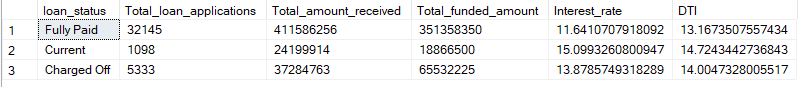 loan_status Total_loan_applications Total_amount_received Total_funded_amount Interest_rate DTI
1 Fully Paid 32145 411586256 351358350 11.6410707918092 13.1673507557434
2 Current 1098 24199914 18866500 15.0993260800947 14.7243442736843
3 Charged Off 5333 37284763 65532225 13.8785749318289 14.0047328005517